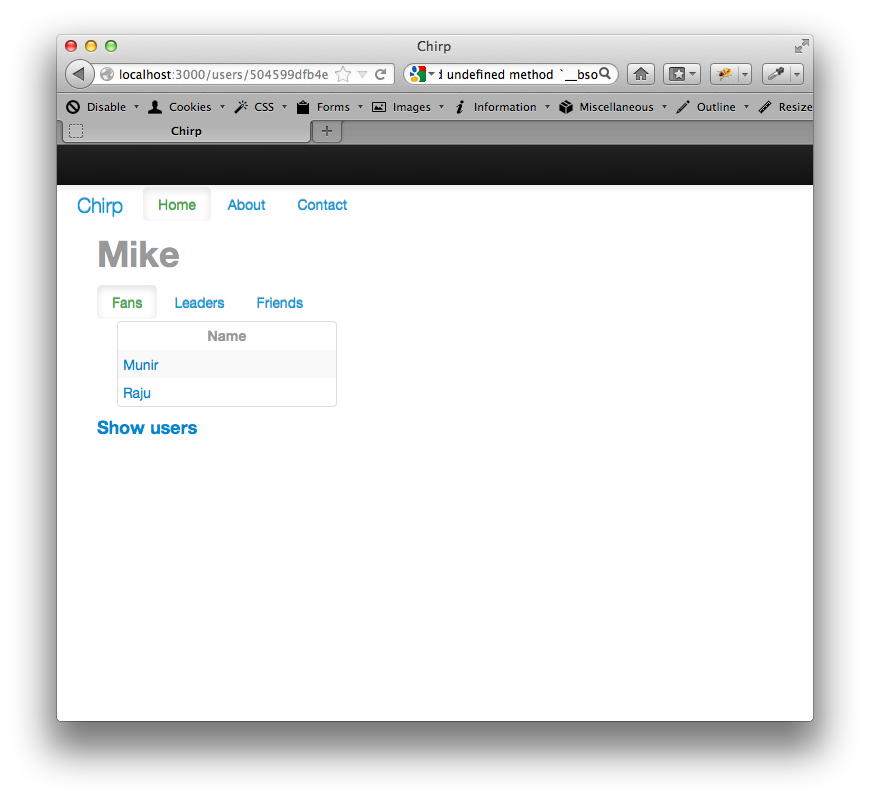 Chirp
localhost:3000/users/504599dfb4e
undefined method `__bso
Disable Cookies CSS Forms Images Information Miscellaneous Outline Resize
Chirp
Chirp Home About Contact
Mike
Fans Leaders Friends
Name
Munir
Raju
Show users